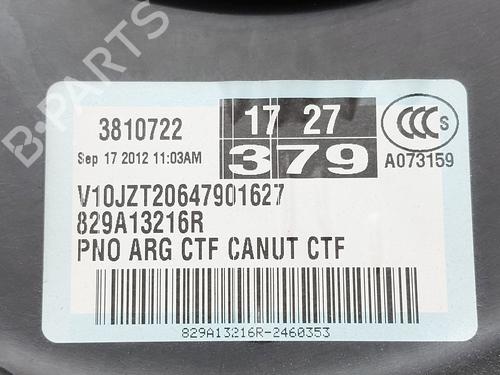 B-PARTS
3810722
17 27
CCC S
Sep 17 2012 11:03AM
379
A073159
V10JZT20647901627
829A13216R
PNO ARG CTF CANUT CTF
829A13216R-2460353